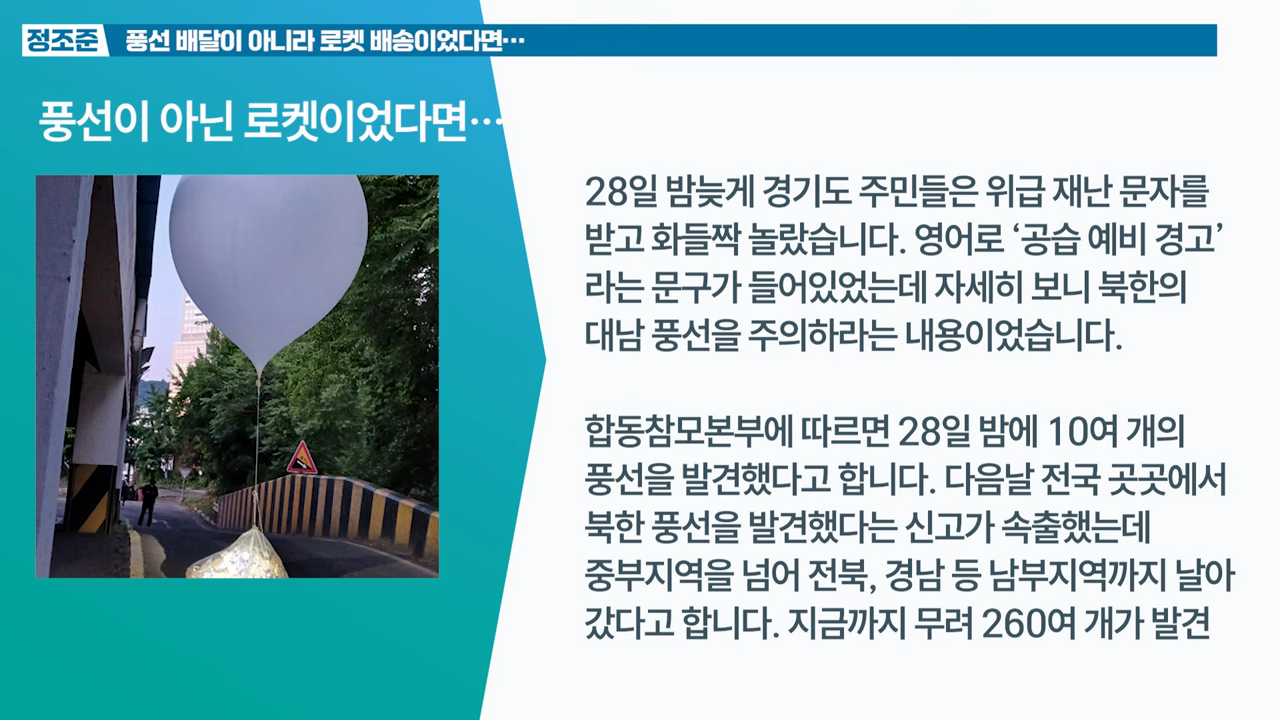 정조준 풍선 배달이 아니라 로켓 배송이었다면…
풍선이 아닌 로켓이었다면…
28일 밤늦게 경기도 주민들은 위급 재난 문자를
받고 화들짝 놀랐습니다. 영어로 ‘공습 예비 경고’
라는 문구가 들어있었는데 자세히 보니 북한의
대남 풍선을 주의하라는 내용이었습니다.
합동참모본부에 따르면 28일 밤에 10여 개의
풍선을 발견했다고 합니다. 다음날 전국 곳곳에서
북한 풍선을 발견했다는 신고가 속출했는데
중부지역을 넘어 전북, 경남 등 남부지역까지 날아
갔다고 합니다. 지금까지 무려 260여 개가 발견